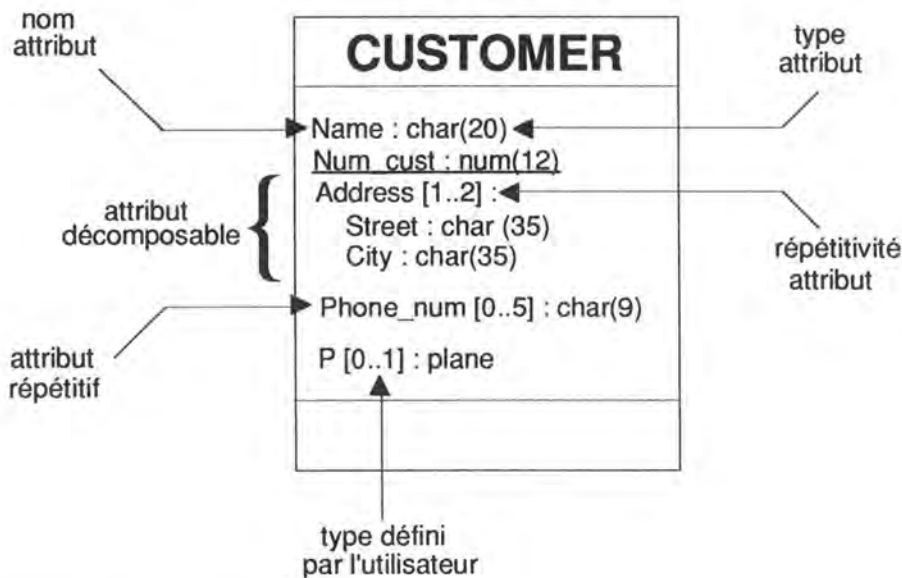 nom
attribut
CUSTOMER
type
attribut
Name : char(20)
Num_cust : num(12)
Address [1..2] :
attribut
décomposable
Street : char (35)
City : char(35)
répétitivité
attribut
Phone_num [0..5] : char(9)
attribut
répétitif
P [0..1] : plane
type défini
par l'utilisateur